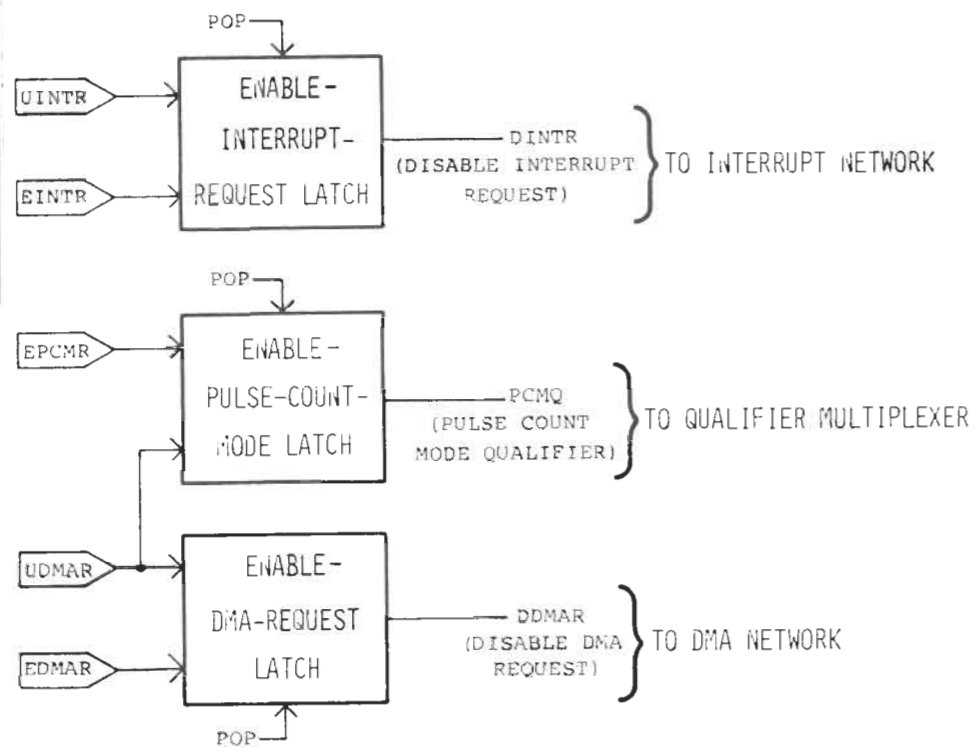 POP
UINTR
EINTR
ENABLE-
INTERRUPT-
REQUEST LATCH
DINTR
(DISABLE INTERRUPT
REQUEST)
TO INTERRUPT NETWORK
POP
EPCMR
ENABLE-
PULSE-COUNT-
MODE LATCH
PCMQ
(PULSE COUNT
MODE QUALIFIER)
TO QUALIFIER MULTIPLEXER
UDMAR
EDMAR
ENABLE-
DMA-REQUEST
LATCH
DDMAR
(DISABLE DMA
REQUEST)
TO DMA NETWORK
POP